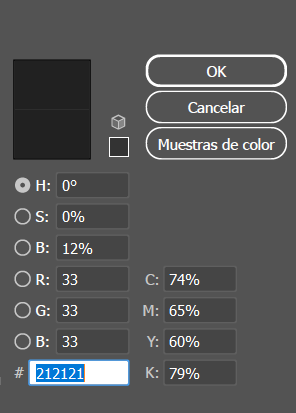 OK
Cancelar
Muestras de color
H: 0°
S: 0%
B: 12%
R: 33 C: 74%
G: 33 M: 65%
B: 33 Y: 60%
# 212121 K: 79%